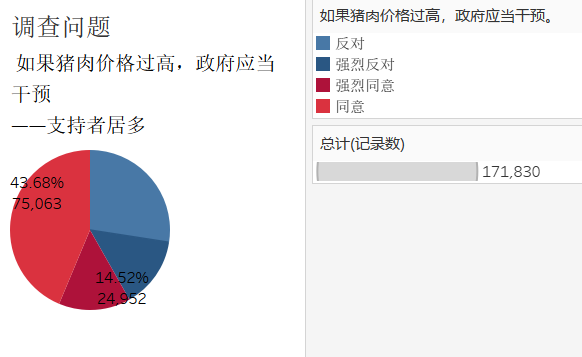 调查问题
如果猪肉价格过高，政府应当
干预
——支持者居多
43.68%
75,063
14.52%
24,952
如果猪肉价格过高，政府应当干预。
反对
强烈反对
强烈同意
同意
总计(记录数)
171,830